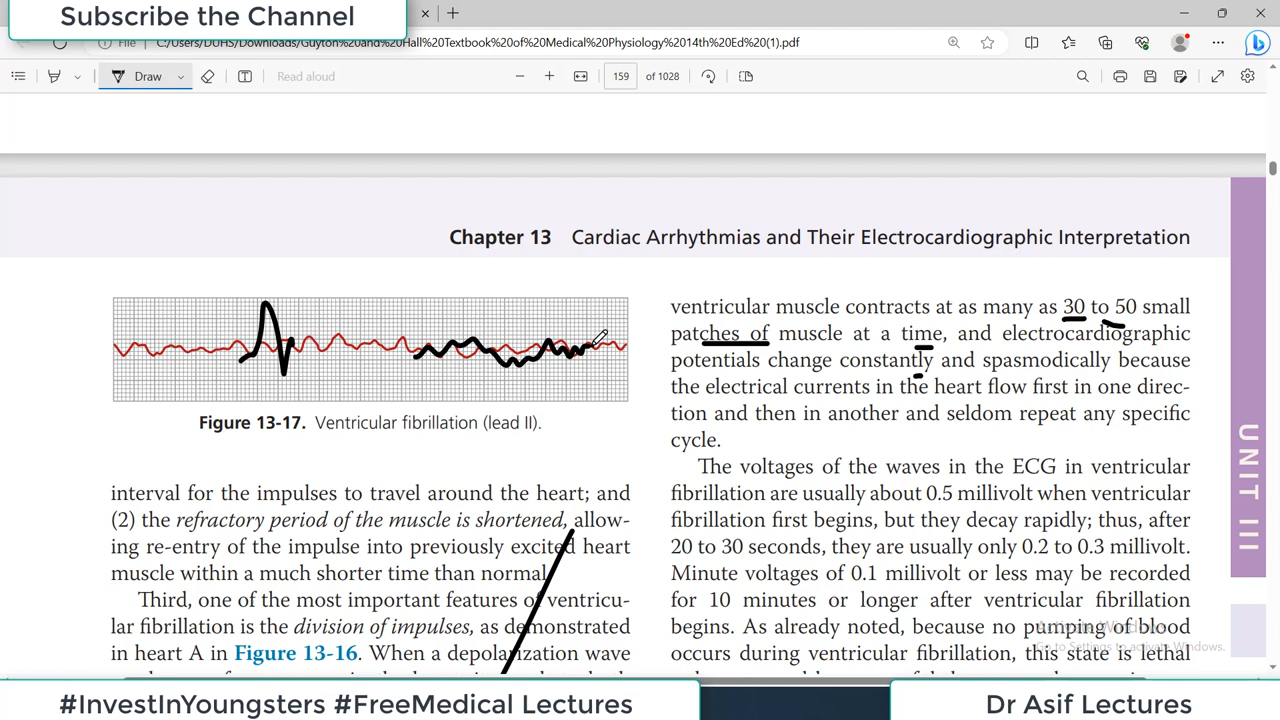 Subscribe the Channel
File
C:/Users/DUHS/Downloads/Guyton%20and%20Hall%20Textbook%20of%20Medical%20Physiology%2014th%20Ed%20(1).pdf
Draw
Read aloud
159 of 1028
Chapter 13 Cardiac Arrhythmias and Their Electrocardiographic Interpretation
Figure 13-17. Ventricular fibrillation (lead II).
interval for the impulses to travel around the heart; and
(2) the refractory period of the muscle is shortened, allow-
ing re-entry of the impulse into previously excited heart
muscle within a much shorter time than normal.
Third, one of the most important features of ventricu-
lar fibrillation is the division of impulses, as demonstrated
in heart A in Figure 13-16. When a depolarization wave
ventricular muscle contracts at as many as 30 to 50 small
patches of muscle at a time, and electrocardiographic
potentials change constantly and spasmodically because
the electrical currents in the heart flow first in one direc-
tion and then in another and seldom repeat any specific
cycle.
The voltages of the waves in the ECG in ventricular
fibrillation are usually about 0.5 millivolt when ventricular
fibrillation first begins, but they decay rapidly; thus, after
20 to 30 seconds, they are usually only 0.2 to 0.3 millivolt.
Minute voltages of 0.1 millivolt or less may be recorded
for 10 minutes or longer after ventricular fibrillation
begins. As already noted, because no pumping of blood
occurs during ventricular fibrillation, this state is lethal
UNIT III
Activate Windows
Go to Settings to activate Windows.
#InvestInYoungsters #FreeMedical Lectures
Dr Asif Lectures